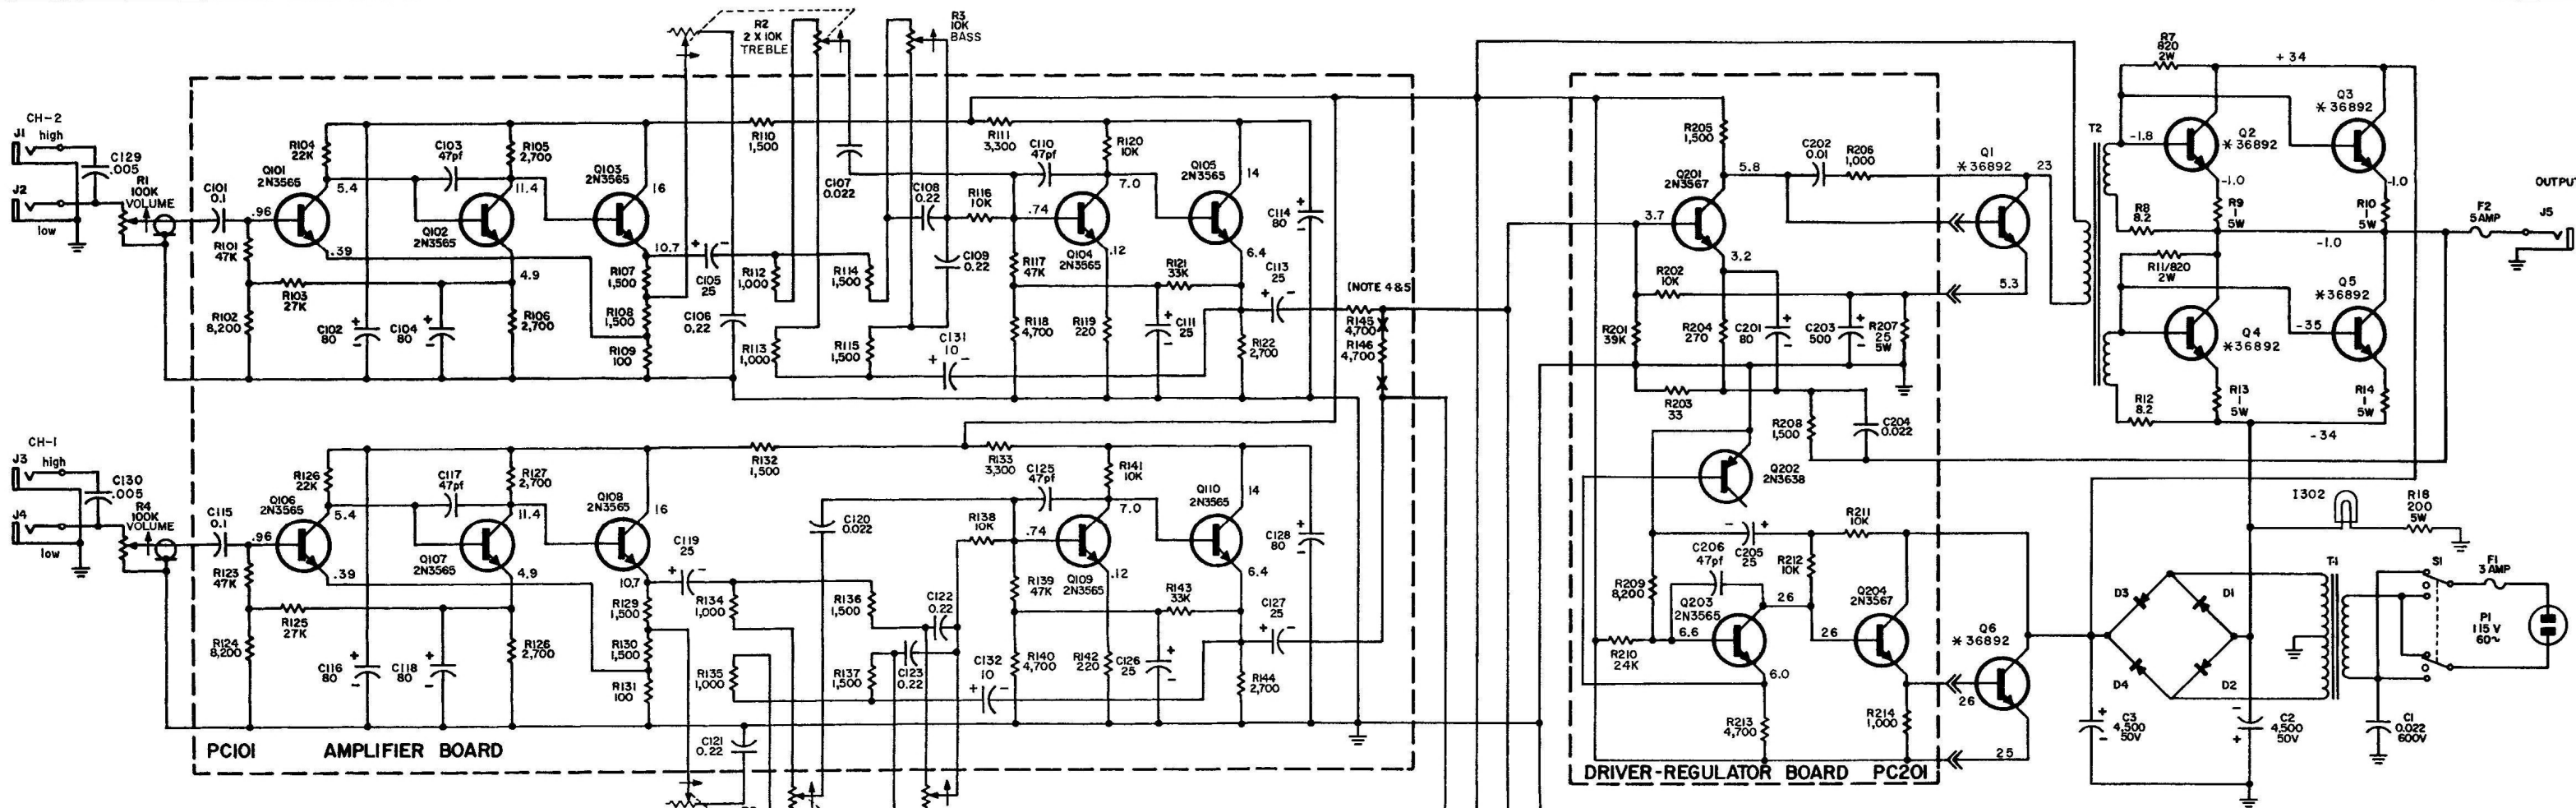 R2
2 X 10K
TREBLE
R3
10K
BASS
CH-2
J1 high
J2
low
C129
.005
R1
100K
VOLUME
C101
0.1
.96
R101
47K
R102
8,200
R104
22K
Q101
2N3565
5.4
.39
R103
27K
C102
80
C103
47pf
Q102
2N3565
R105
2,700
11.4
4.9
C104
80
R106
2,700
Q103
2N3565
16
10.7
R107
1,500
R108
1,500
R109
100
C105
25
C106
0.22
R110
1,500
R112
1,000
R113
1,000
C107
0.022
R114
1,500
R115
1,500
C108
0.22
C109
0.22
C131
10
R111
3,300
R116
10K
C110
47pf
.74
R117
47K
R118
4,700
R120
10K
7.0
Q104
2N3565
.12
R119
220
C111
25
R121
33K
Q105
2N3565
14
6.4
R122
2,700
C113
25
C114
80
(NOTE 4&5
R145
4,700
R146
4,700
CH-1
J3 high
J4
low
C130
.005
R4
100K
VOLUME
C115
0.1
.96
R123
47K
R124
8,200
R126
22K
Q106
2N3565
5.4
.39
R125
27K
C116
80
C117
47pf
Q107
2N3565
R127
2,700
11.4
4.9
C118
80
R128
2,700
Q108
2N3565
16
10.7
R129
1,500
R130
1,500
R131
100
C119
25
C121
0.22
R132
1,500
R134
1,000
R135
1,000
C120
0.022
R136
1,500
R137
1,500
C122
0.22
C123
0.22
C132
10
R133
3,300
R138
10K
C125
47pf
.74
R139
47K
R140
4,700
R141
10K
7.0
Q109
2N3565
.12
R142
220
C126
25
R143
33K
Q110
2N3565
14
6.4
R144
2,700
C127
25
C128
80
PC101 AMPLIFIER BOARD
R205
1,500
Q201
2N3567
5.8
3.7
3.2
C202
0.01
R206
1,000
R202
10K
R201
39K
R204
270
C201
80
C203
500
R207
25
5W
R203
33
R208
1,500
C204
0.022
Q202
2N3638
R209
8,200
C206
47pf
C205
25
R211
10K
R212
10K
Q203
2N3565
6.6
26
6.0
R210
24K
26
Q204
2N3567
R213
4,700
R214
1,000
DRIVER-REGULATOR BOARD PC201
Q1
*36892
23
5.3
Q6
*36892
26
25
T2
R7
820
2W
+34
-1.8
Q2
*36892
-1.0
Q3
*36892
-1.0
R8
8.2
R9
1
5W
R10
1
5W
-1.0
R11/820
2W
Q4
*36892
-35
Q5
*36892
R12
8.2
R13
1
5W
R14
1
5W
-34
F2
5 AMP
OUTPUT
J5
I302
R18
200
5W
D3
D1
D4
D2
T1
S1
F1
3 AMP
P1
115 V
60~
C3
4,500
50V
C2
4,500
50V
C1
0.022
600V